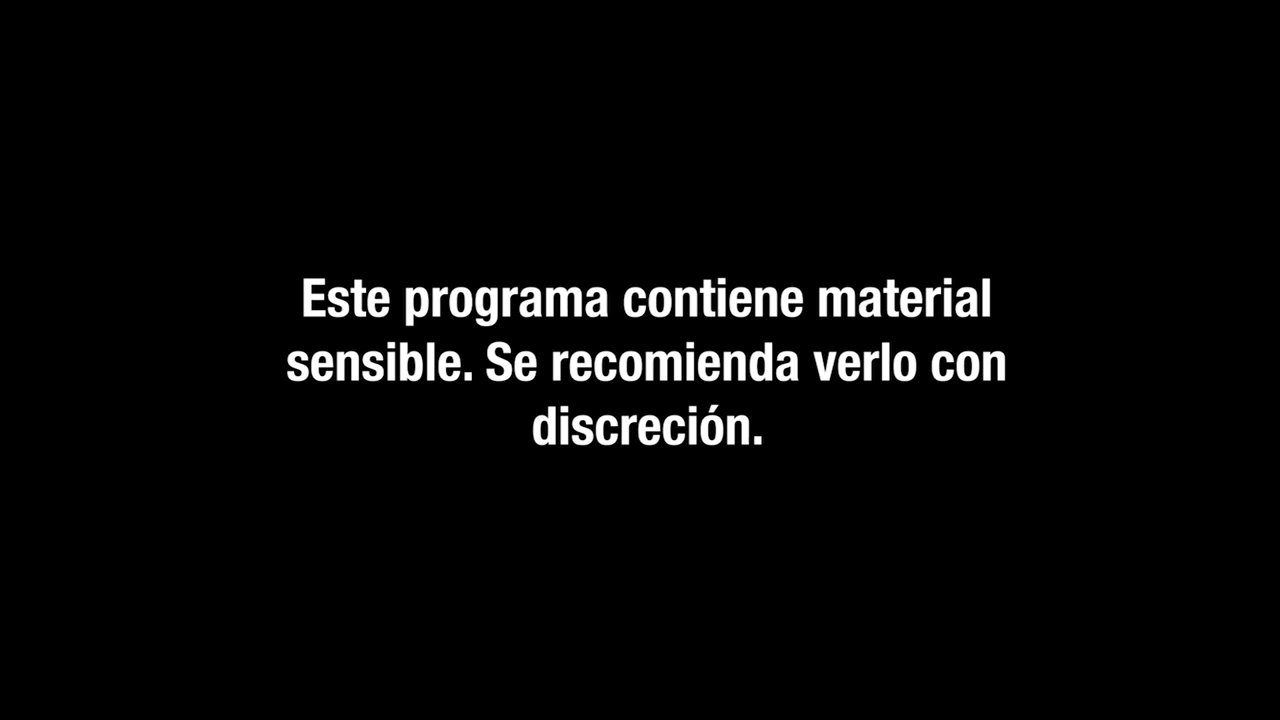 Este programa contiene material
sensible. Se recomienda verlo con
discreción.